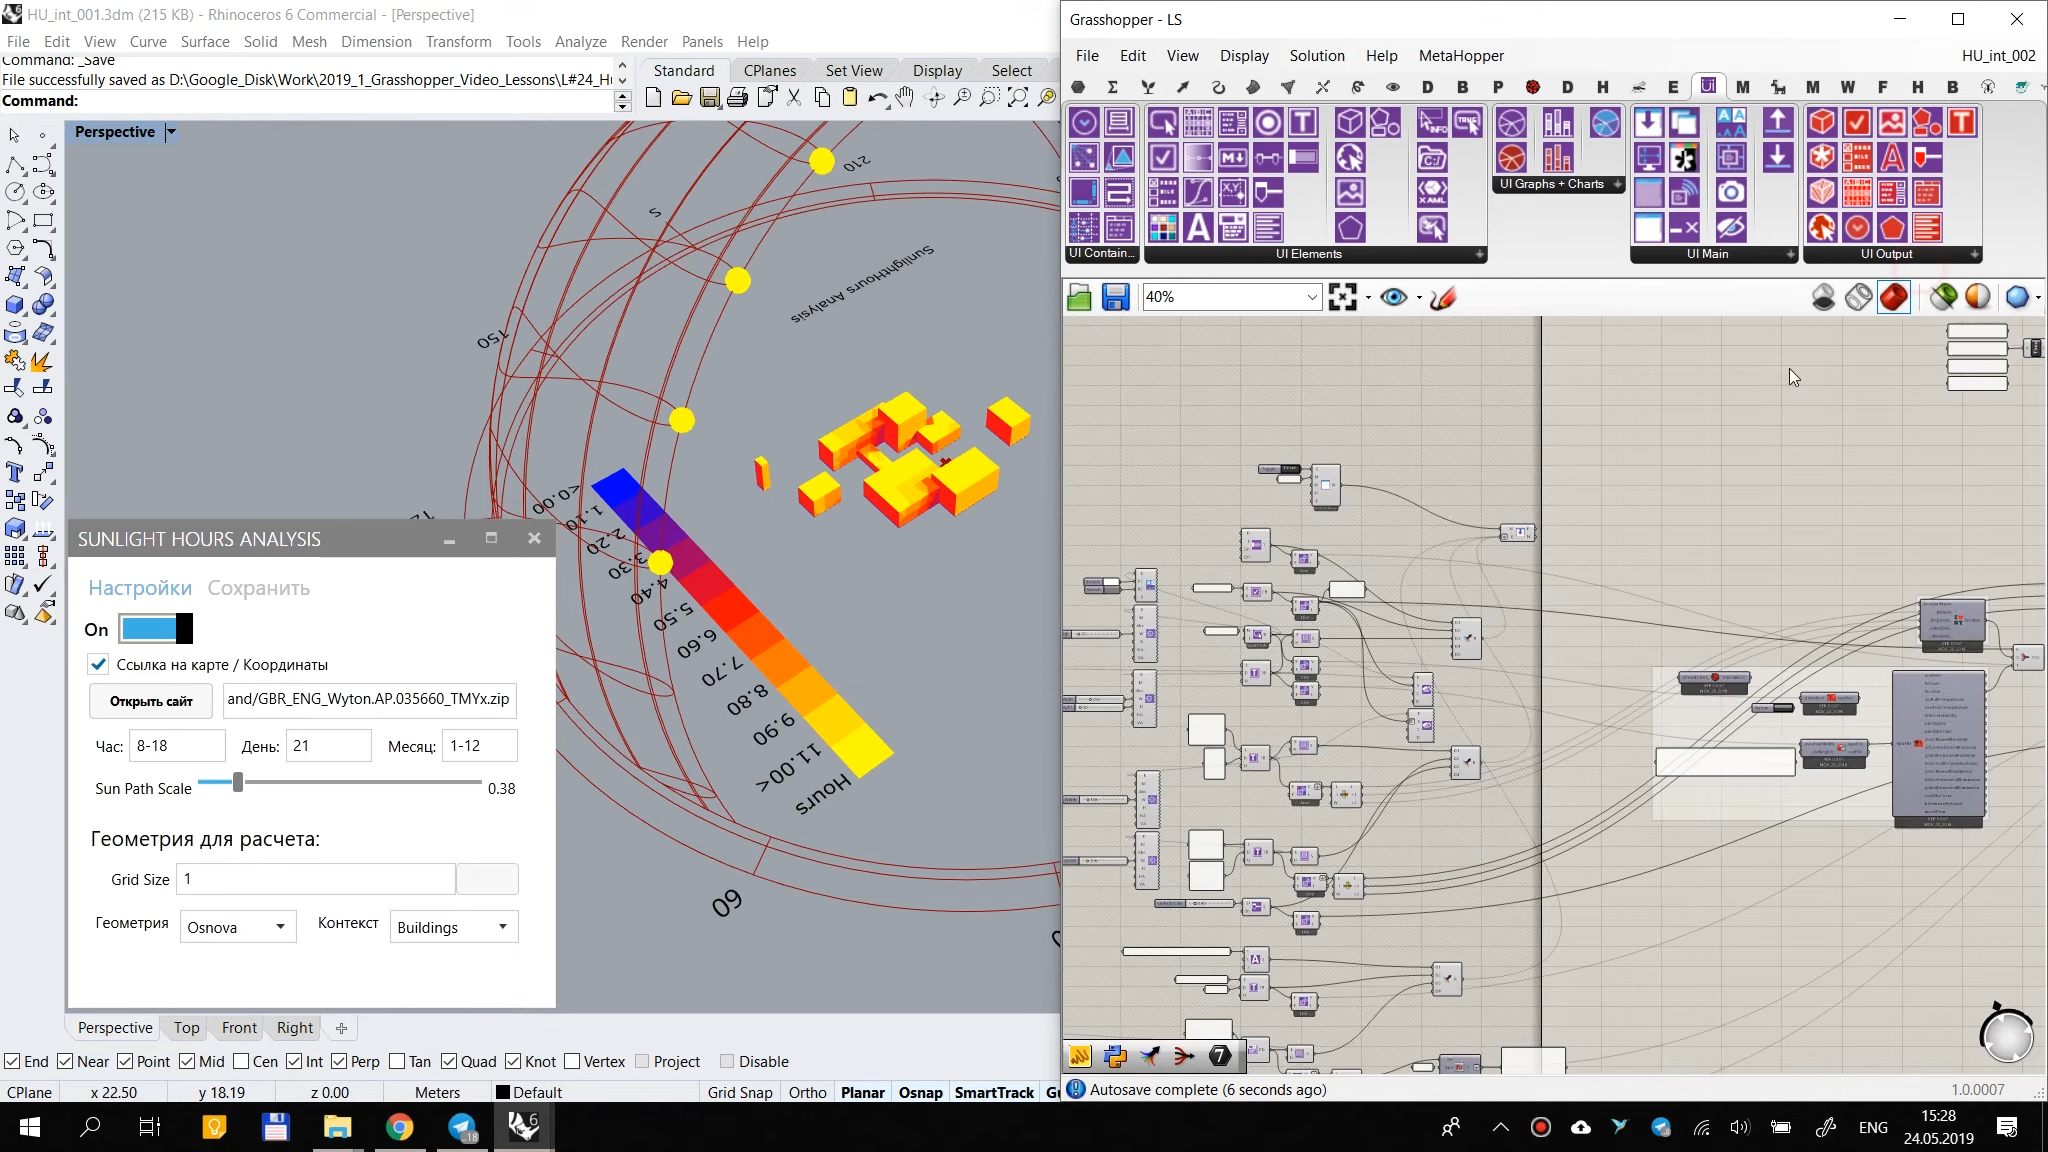 HU_int_001.3dm (215 KB) - Rhinoceros 6 Commercial - [Perspective]
File Edit View Curve Surface Solid Mesh Dimension Transform Tools Analyze Render Panels Help
Command: _Save
File successfully saved as D:\Google_Disk\Work\2019_1_Grasshopper_Video_Lessons\L#24_Hu
Command:
Standard CPlanes Set View Display Select
Perspective
210
S
SunlightHours Analysis
150
60
<0.00
1.10
2.20
3.30
4.40
5.50
6.60
7.70
8.80
9.90
11.00<
Hours
SUNLIGHT HOURS ANALYSIS
Настройки Сохранить
On
Ссылка на карте / Координаты
Открыть сайт and/GBR_ENG_Wyton.AP.035660_TMYx.zip
Час: 8-18 День: 21 Месяц: 1-12
Sun Path Scale 0.38
Геометрия для расчета:
Grid Size 1
Геометрия Osnova Контекст Buildings
Perspective Top Front Right
End Near Point Mid Cen Int Perp Tan Quad Knot Vertex Project Disable
CPlane x 22.50 y 18.19 z 0.00 Meters Default Grid Snap Ortho Planar Osnap SmartTrack Gu
Grasshopper - LS
File Edit View Display Solution Help MetaHopper HU_int_002
D B P D H E UI M M W F H B
UI Contain... UI Elements UI Graphs + Charts UI Main UI Output
40%
Autosave complete (6 seconds ago) 1.0.0007
ENG 15:28
24.05.2019